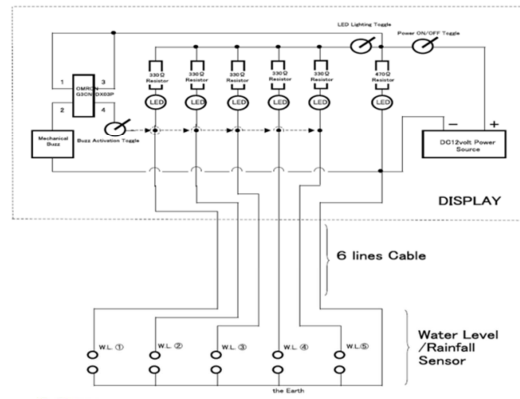 LED Lighting Toggle
Power ON/OFF Toggle
1
3
OMRON
2
4
330Ω
Resistor
330Ω
Resistor
330Ω
Resistor
330Ω
Resistor
330Ω
Resistor
470Ω
Resistor
LED
LED
LED
LED
LED
LED
Mechanical
Buzz
Buzz Activation Toggle
− +
DC12volt Power
Source
DISPLAY
6 lines Cable
W.L. ①
W.L. ②
W.L. ③
W.L. ④
W.L. ⑤
Water Level
/Rainfall
Sensor
the Earth